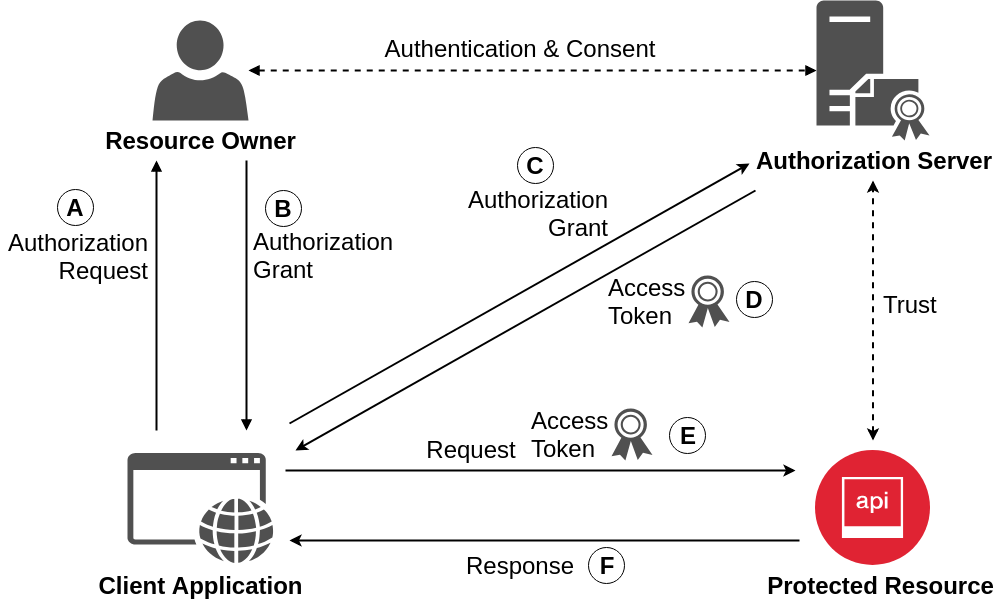 Authentication & Consent
Resource Owner
Authorization Server
A
Authorization
Request
B
Authorization
Grant
C
Authorization
Grant
Access
Token
D
Trust
Request
Access
Token
E
api
Response
F
Client Application
Protected Resource